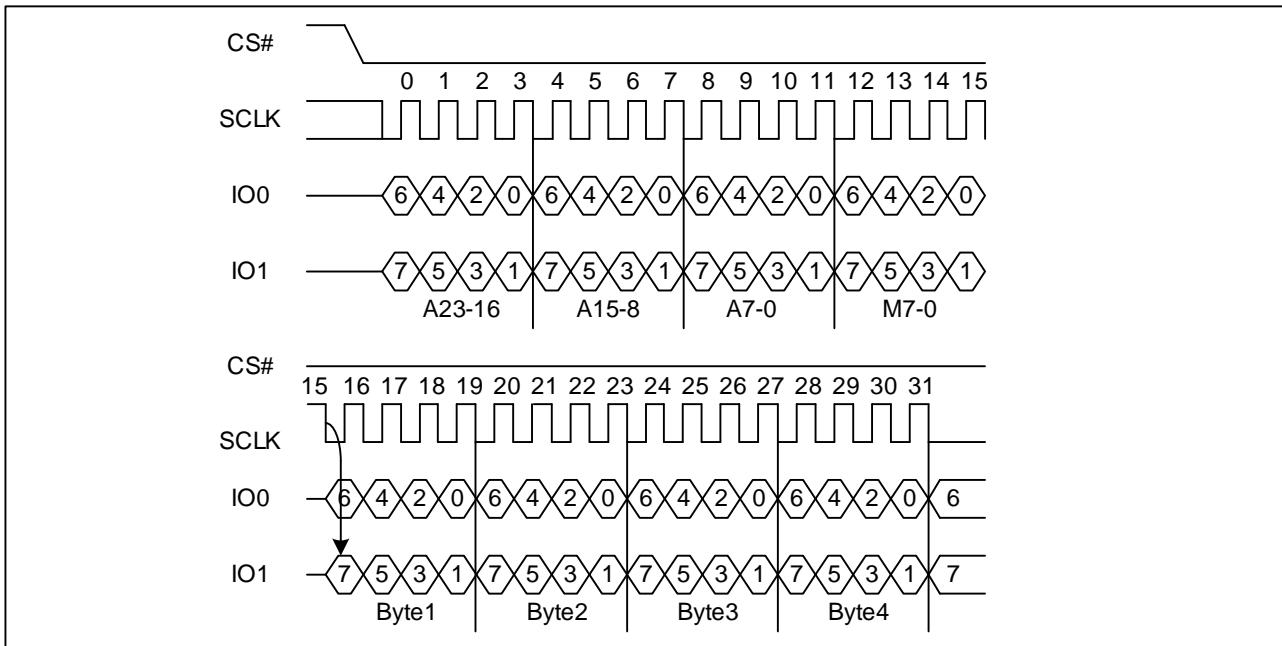 CS#
0 1 2 3 4 5 6 7 8 9 10 11 12 13 14 15
SCLK
IO0 6 4 2 0 6 4 2 0 6 4 2 0 6 4 2 0
IO1 7 5 3 1 7 5 3 1 7 5 3 1 7 5 3 1
A23-16 A15-8 A7-0 M7-0
CS#
15 16 17 18 19 20 21 22 23 24 25 26 27 28 29 30 31
SCLK
IO0 6 4 2 0 6 4 2 0 6 4 2 0 6 4 2 0 6
IO1 7 5 3 1 7 5 3 1 7 5 3 1 7 5 3 1 7
Byte1 Byte2 Byte3 Byte4